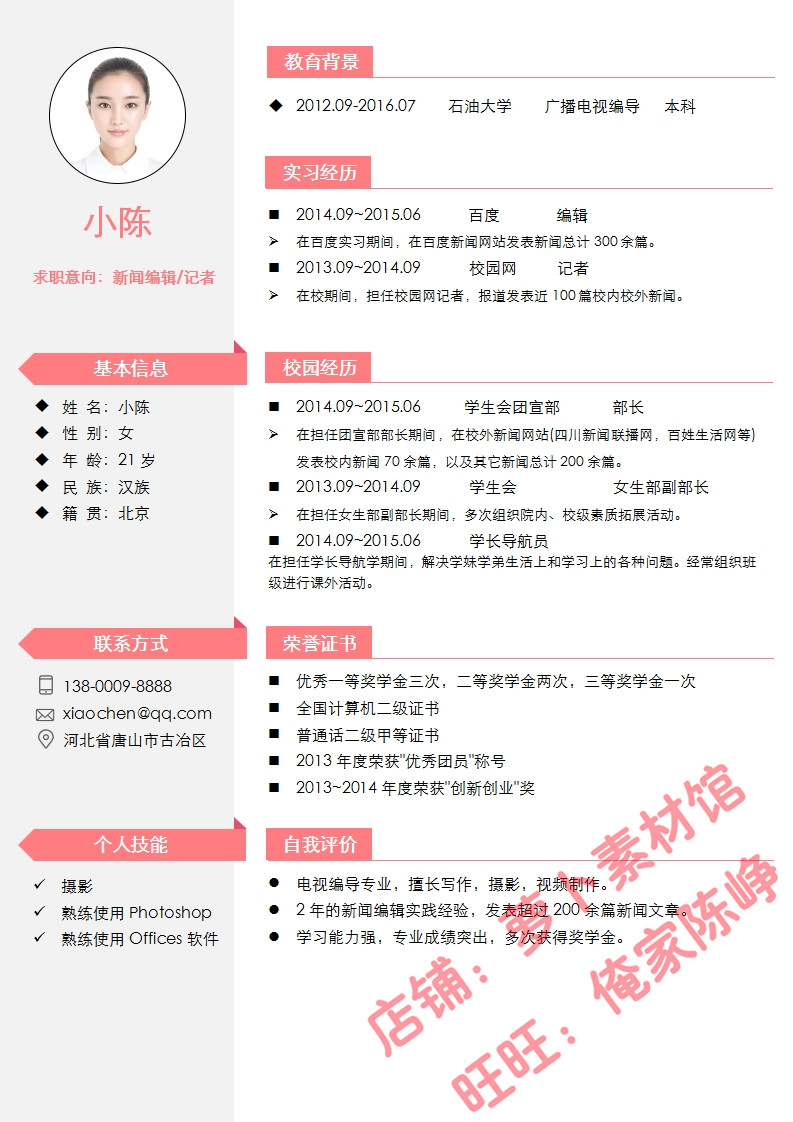 小陈
求职意向：新闻编辑/记者
基本信息
姓 名：小陈
性 别：女
年 龄：21 岁
民 族：汉族
籍 贯：北京
联系方式
138-0009-8888
xiaochen@qq.com
河北省唐山市古冶区
个人技能
摄影
熟练使用 Photoshop
熟练使用 Offices 软件
教育背景
2012.09-2016.07 石油大学 广播电视编导 本科
实习经历
2014.09~2015.06 百度 编辑
在百度实习期间，在百度新闻网站发表新闻总计 300 余篇。
2013.09~2014.09 校园网 记者
在校期间，担任校园网记者，报道发表近 100 篇校内校外新闻。
校园经历
2014.09~2015.06 学生会团宣部 部长
在担任团宣部部长期间，在校外新闻网站(四川新闻联播网，百姓生活网等)
发表校内新闻 70 余篇，以及其它新闻总计 200 余篇。
2013.09~2014.09 学生会 女生部副部长
在担任女生部副部长期间，多次组织院内、校级素质拓展活动。
2014.09~2015.06 学长导航员
在担任学长导航学期间，解决学妹学弟生活上和学习上的各种问题。经常组织班
级进行课外活动。
荣誉证书
优秀一等奖学金三次，二等奖学金两次，三等奖学金一次
全国计算机二级证书
普通话二级甲等证书
2013 年度荣获"优秀团员"称号
2013~2014 年度荣获"创新创业"奖
自我评价
电视编导专业，擅长写作，摄影，视频制作。
2 年的新闻编辑实践经验，发表超过 200 余篇新闻文章。
学习能力强，专业成绩突出，多次获得奖学金。
店铺：萝卜素材馆
旺旺：俺家陈峥